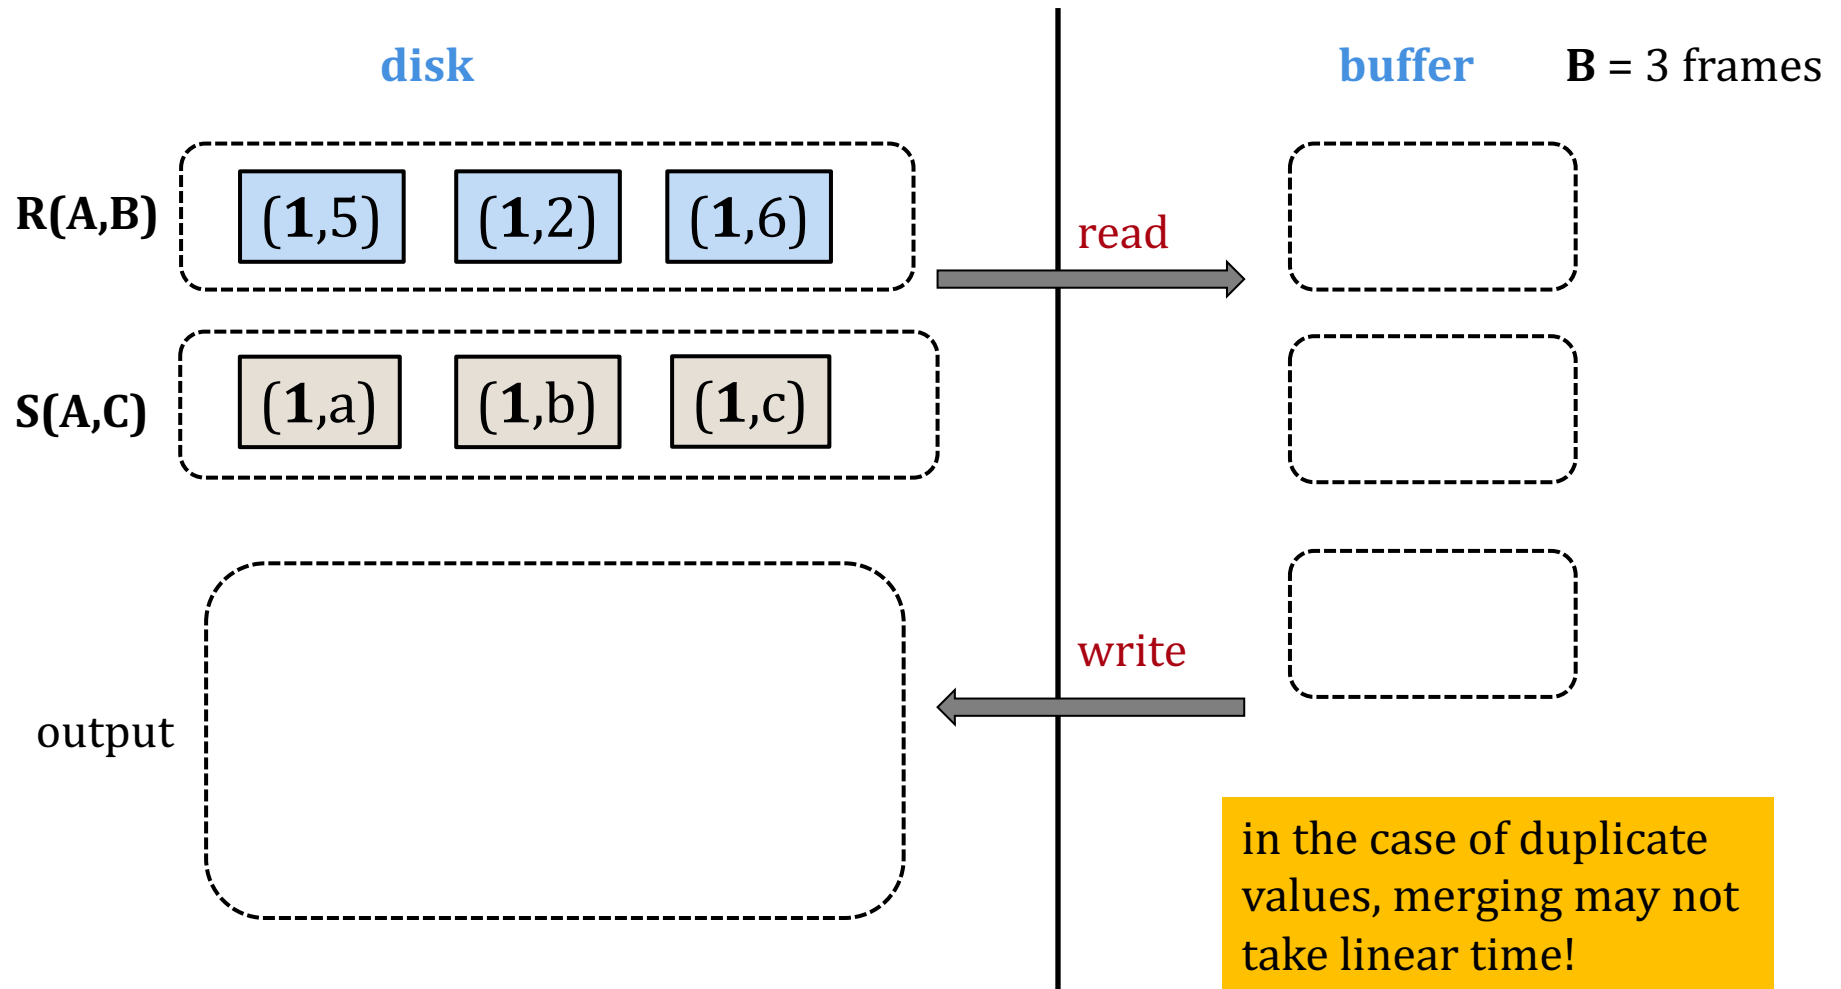 disk
buffer
B = 3 frames
R(A,B)
(1,5)
(1,2)
(1,6)
read
S(A,C)
(1,a)
(1,b)
(1,c)
write
output
in the case of duplicate
values, merging may not
take linear time!